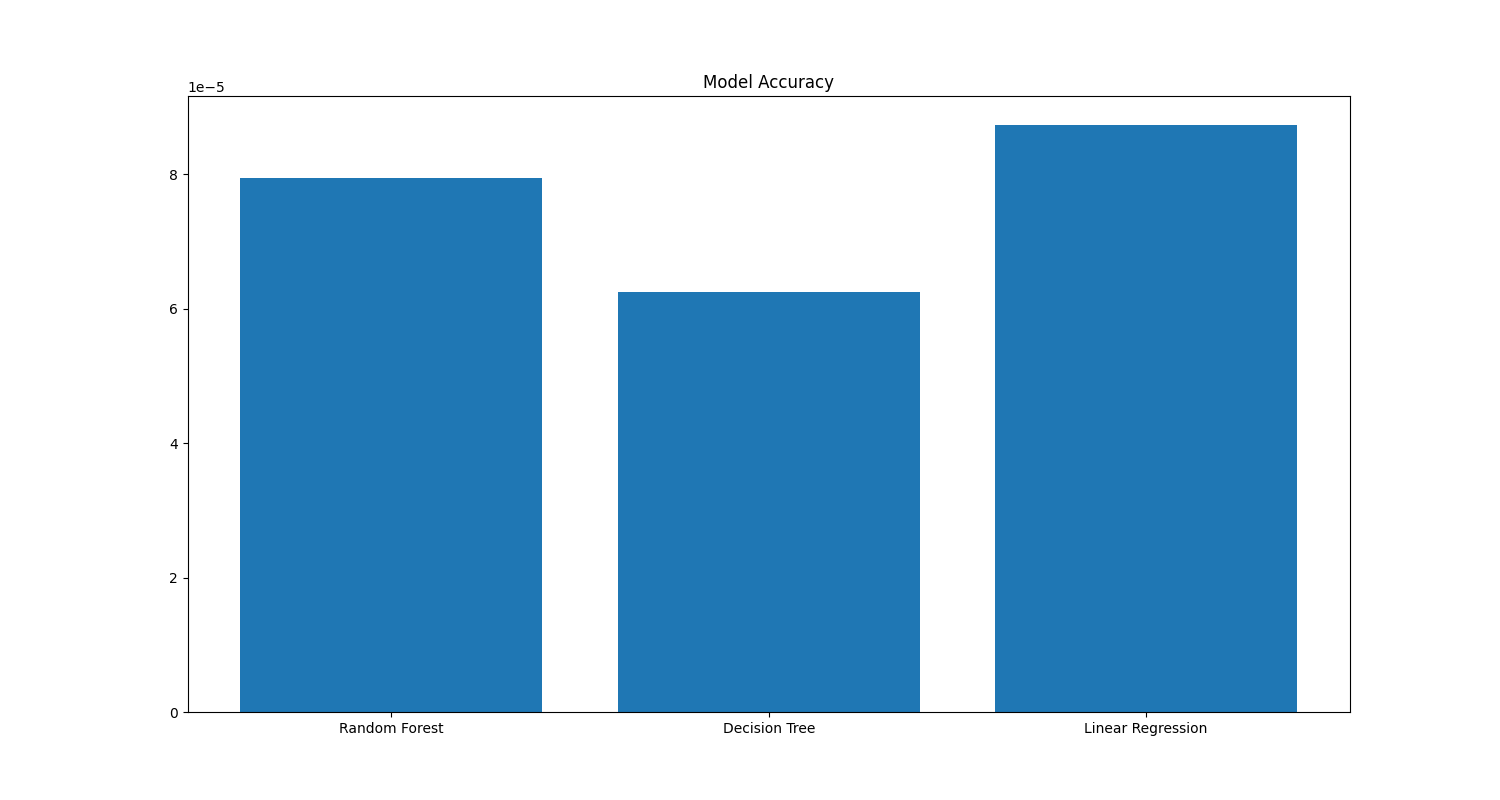 Model Accuracy
1e−5
8
6
4
2
0
Random Forest
Decision Tree
Linear Regression